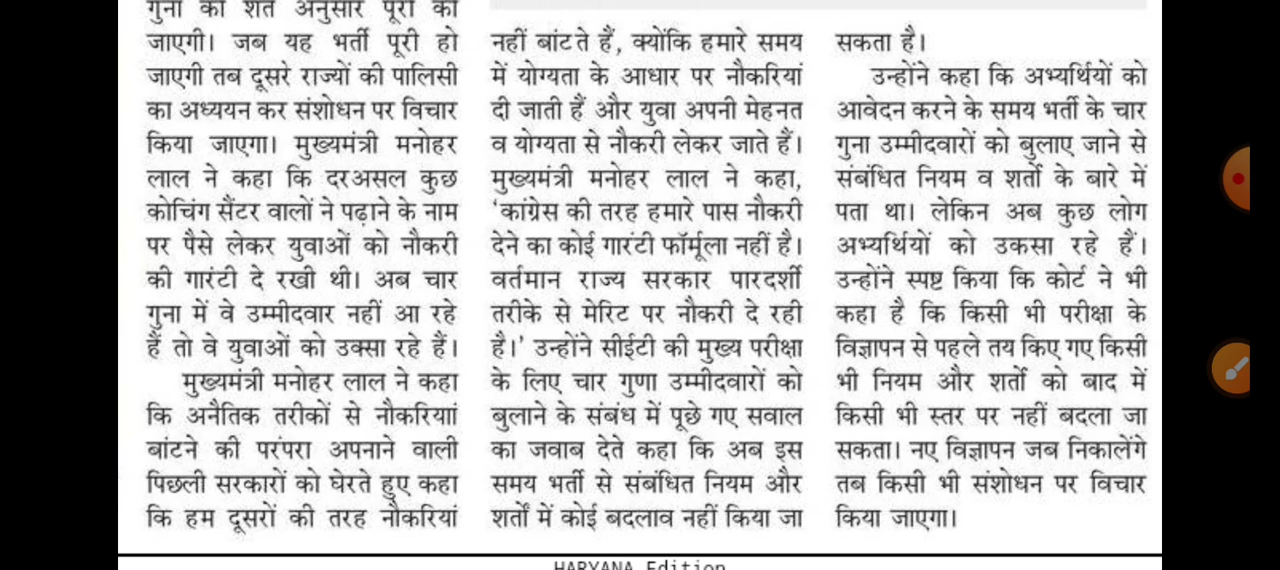 गुना की शर्त अनुसार पूरी की
जाएगी। जब यह भर्ती पूरी हो
जाएगी तब दूसरे राज्यों की पालिसी
का अध्ययन कर संशोधन पर विचार
किया जाएगा। मुख्यमंत्री मनोहर
लाल ने कहा कि दरअसल कुछ
कोचिंग सैंटर वालों ने पढ़ाने के नाम
पर पैसे लेकर युवाओं को नौकरी
की गारंटी दे रखी थी। अब चार
गुना में वे उम्मीदवार नहीं आ रहे
हैं तो वे युवाओं को उक्सा रहे हैं।
मुख्यमंत्री मनोहर लाल ने कहा
कि अनैतिक तरीकों से नौकरियाां
बांटने की परंपरा अपनाने वाली
पिछली सरकारों को घेरते हुए कहा
कि हम दूसरों की तरह नौकरियां
नहीं बांटते हैं, क्योंकि हमारे समय
में योग्यता के आधार पर नौकरियां
दी जाती हैं और युवा अपनी मेहनत
व योग्यता से नौकरी लेकर जाते हैं।
मुख्यमंत्री मनोहर लाल ने कहा,
‘कांग्रेस की तरह हमारे पास नौकरी
देने का कोई गारंटी फॉर्मूला नहीं है।
वर्तमान राज्य सरकार पारदर्शी
तरीके से मेरिट पर नौकरी दे रही
है।’ उन्होंने सीईटी की मुख्य परीक्षा
के लिए चार गुणा उम्मीदवारों को
बुलाने के संबंध में पूछे गए सवाल
का जवाब देते कहा कि अब इस
समय भर्ती से संबंधित नियम और
शर्तों में कोई बदलाव नहीं किया जा
सकता है।
उन्होंने कहा कि अभ्यर्थियों को
आवेदन करने के समय भर्ती के चार
गुना उम्मीदवारों को बुलाए जाने से
संबंधित नियम व शर्तो के बारे में
पता था। लेकिन अब कुछ लोग
अभ्यर्थियों को उकसा रहे हैं।
उन्होंने स्पष्ट किया कि कोर्ट ने भी
कहा है कि किसी भी परीक्षा के
विज्ञापन से पहले तय किए गए किसी
भी नियम और शर्तो को बाद में
किसी भी स्तर पर नहीं बदला जा
सकता। नए विज्ञापन जब निकालेंगे
तब किसी भी संशोधन पर विचार
किया जाएगा।
HARYANA Edition